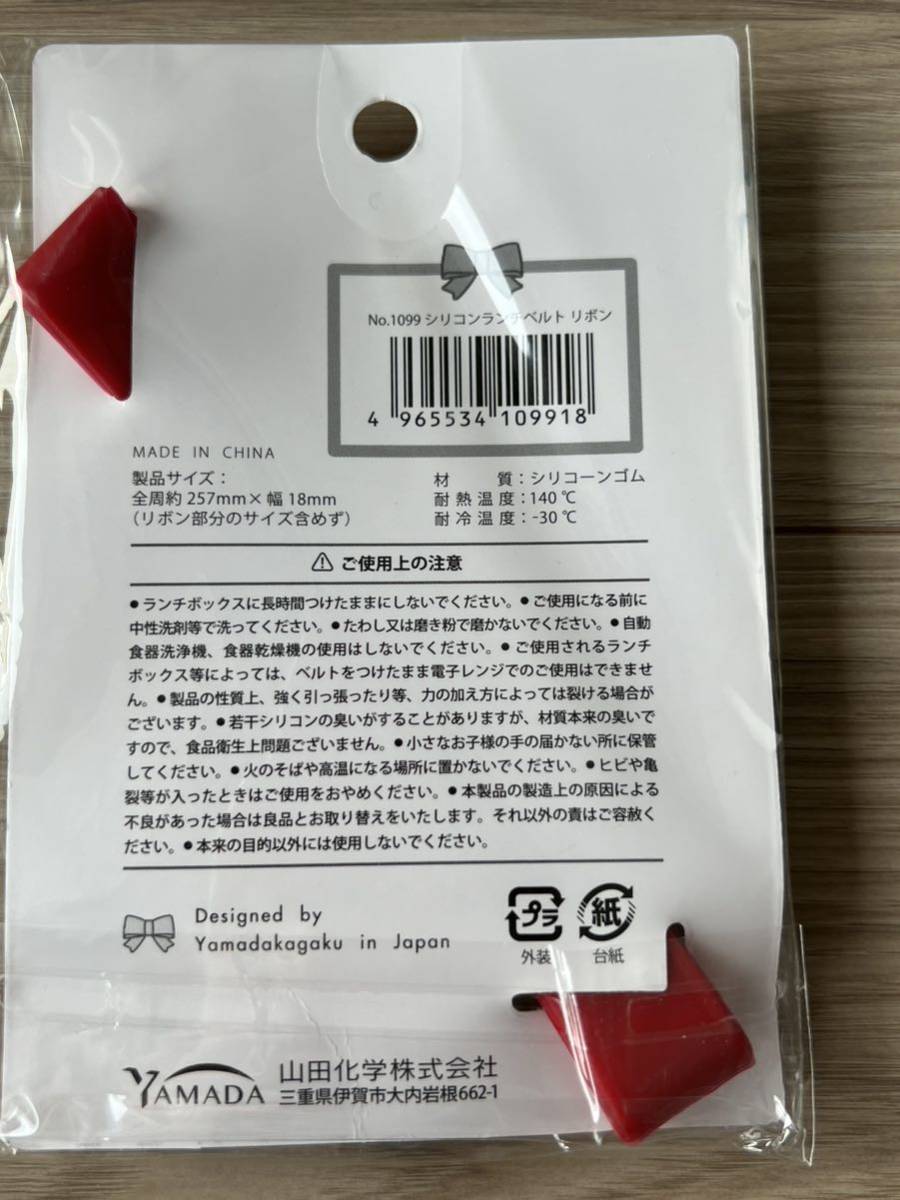 No.1099 シリコンランチベルト リボン
4 965534 109918
MADE IN CHINA
製品サイズ：
全周約 257mm×幅 18mm
（リボン部分のサイズ含めず）
材　　質：シリコーンゴム
耐熱温度：140℃
耐冷温度：-30℃
⚠ ご使用上の注意
●ランチボックスに長時間つけたままにしないでください。●ご使用になる前に
中性洗剤等で洗ってください。●たわし又は磨き粉で磨かないでください。●自動
食器洗浄機、食器乾燥機の使用はしないでください。●ご使用されるランチ
ボックス等によっては、ベルトをつけたまま電子レンジでのご使用はできませ
ん。●製品の性質上、強く引っ張ったり等、力の加え方によっては裂ける場合が
ございます。●若干シリコンの臭いがすることがありますが、材質本来の臭いで
すので、食品衛生上問題ございません。●小さなお子様の手の届かない所に保管
してください。●火のそばや高温になる場所に置かないでください。●ヒビや亀
裂等が入ったときはご使用をおやめください。●本製品の製造上の原因による
不良があった場合は良品とお取り替えをいたします。それ以外の責はご容赦く
ださい。●本来の目的以外には使用しないでください。
Designed by
Yamadakagaku in Japan
プラ
外装
紙
台紙
YAMADA
山田化学株式会社
三重県伊賀市大内岩根662-1